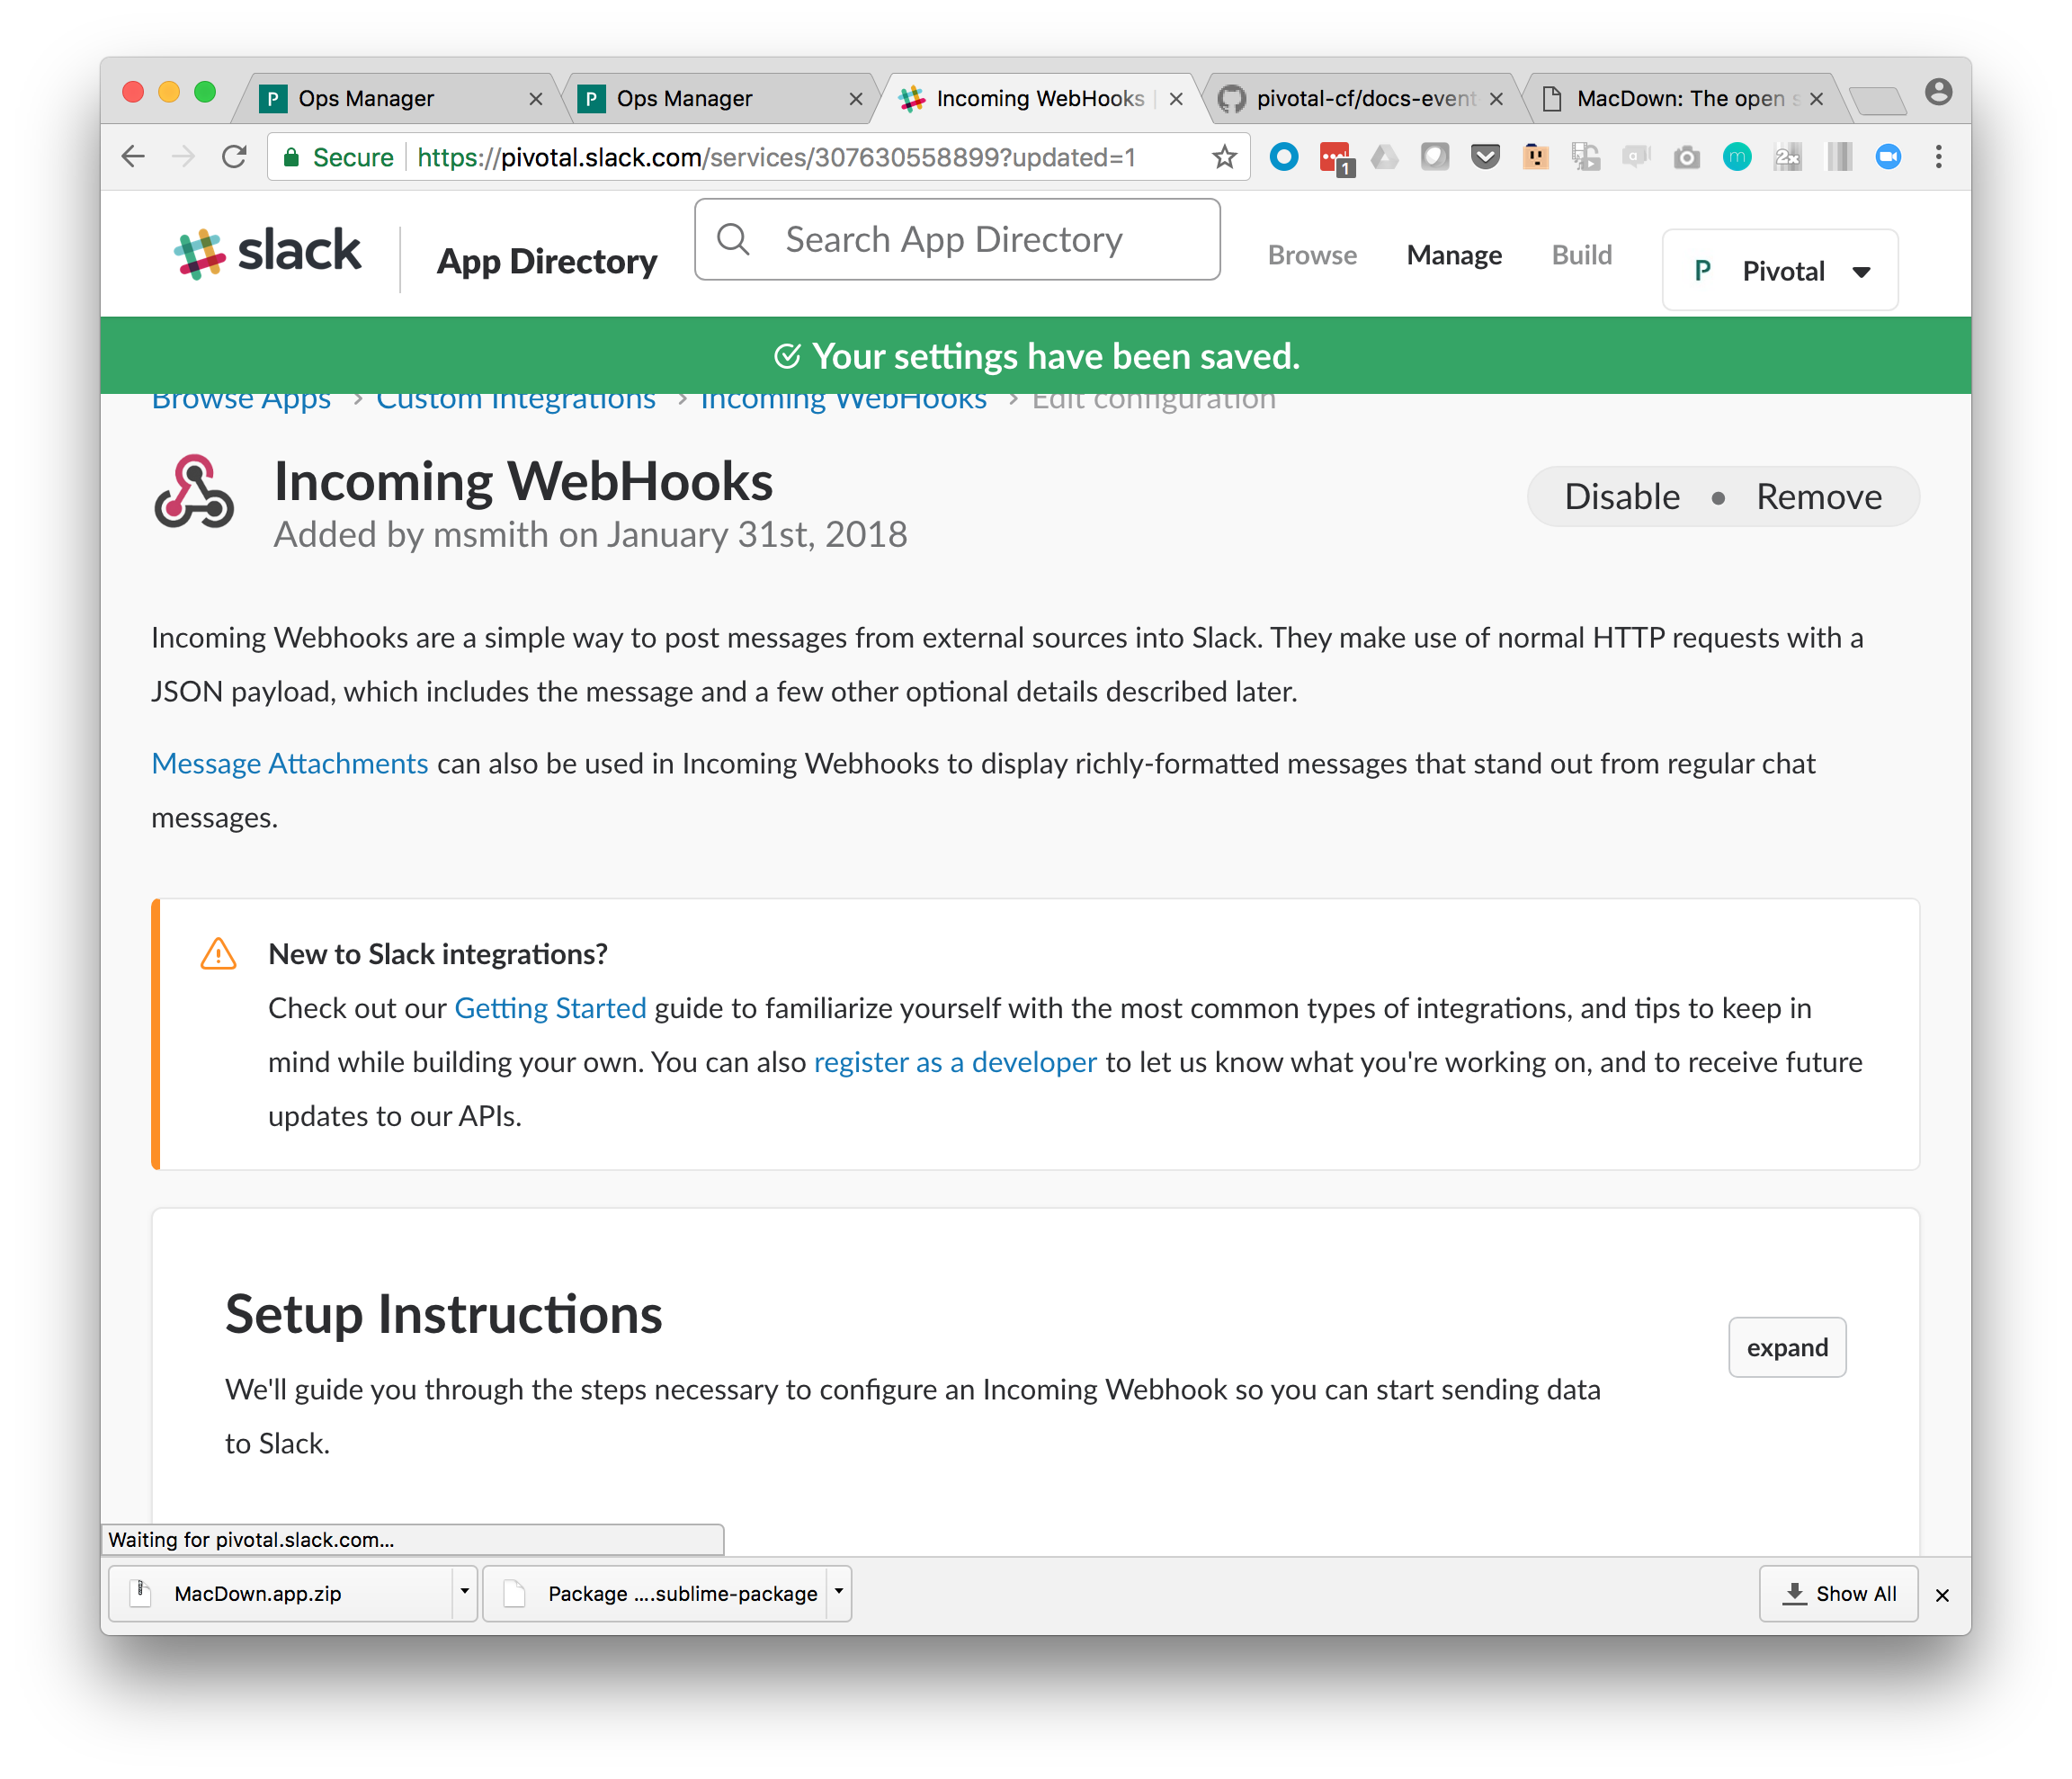 Ops Manager
Ops Manager
Incoming WebHooks
pivotal-cf/docs-event
MacDown: The open s
Secure https://pivotal.slack.com/services/307630558899?updated=1
1
a
m
2x
slack
App Directory
Search App Directory
Browse
Manage
Build
P Pivotal
Your settings have been saved.
Browse Apps > Custom Integrations > Incoming WebHooks > Edit configuration
Incoming WebHooks
Added by msmith on January 31st, 2018
Disable • Remove
Incoming Webhooks are a simple way to post messages from external sources into Slack. They make use of normal HTTP requests with a
JSON payload, which includes the message and a few other optional details described later.
Message Attachments can also be used in Incoming Webhooks to display richly-formatted messages that stand out from regular chat
messages.
New to Slack integrations?
Check out our Getting Started guide to familiarize yourself with the most common types of integrations, and tips to keep in
mind while building your own. You can also register as a developer to let us know what you're working on, and to receive future
updates to our APIs.
Setup Instructions
expand
We'll guide you through the steps necessary to configure an Incoming Webhook so you can start sending data
to Slack.
Waiting for pivotal.slack.com...
MacDown.app.zip
Package ....sublime-package
Show All